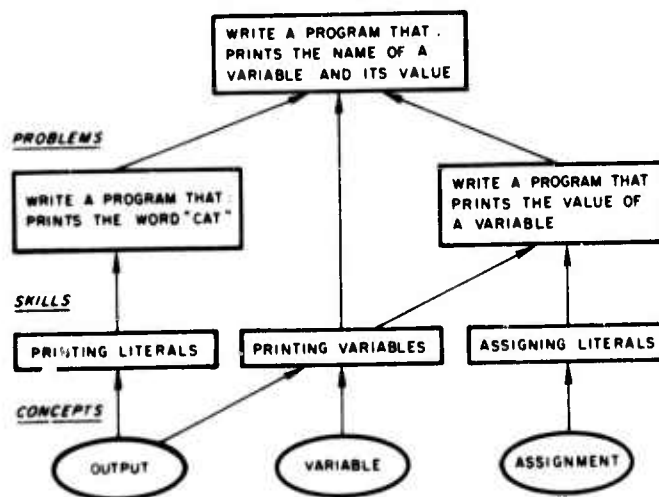 WRITE A PROGRAM THAT.
PRINTS THE NAME OF A
VARIABLE AND ITS VALUE
PROBLEMS
WRITE A PROGRAM THAT:
PRINTS THE WORD "CAT"
WRITE A PROGRAM THAT
PRINTS THE VALUE OF
A VARIABLE
SKILLS
PRINTING LITERALS
PRINTING VARIABLES
ASSIGNING LITERALS
CONCEPTS
OUTPUT
VARIABLE
ASSIGNMENT